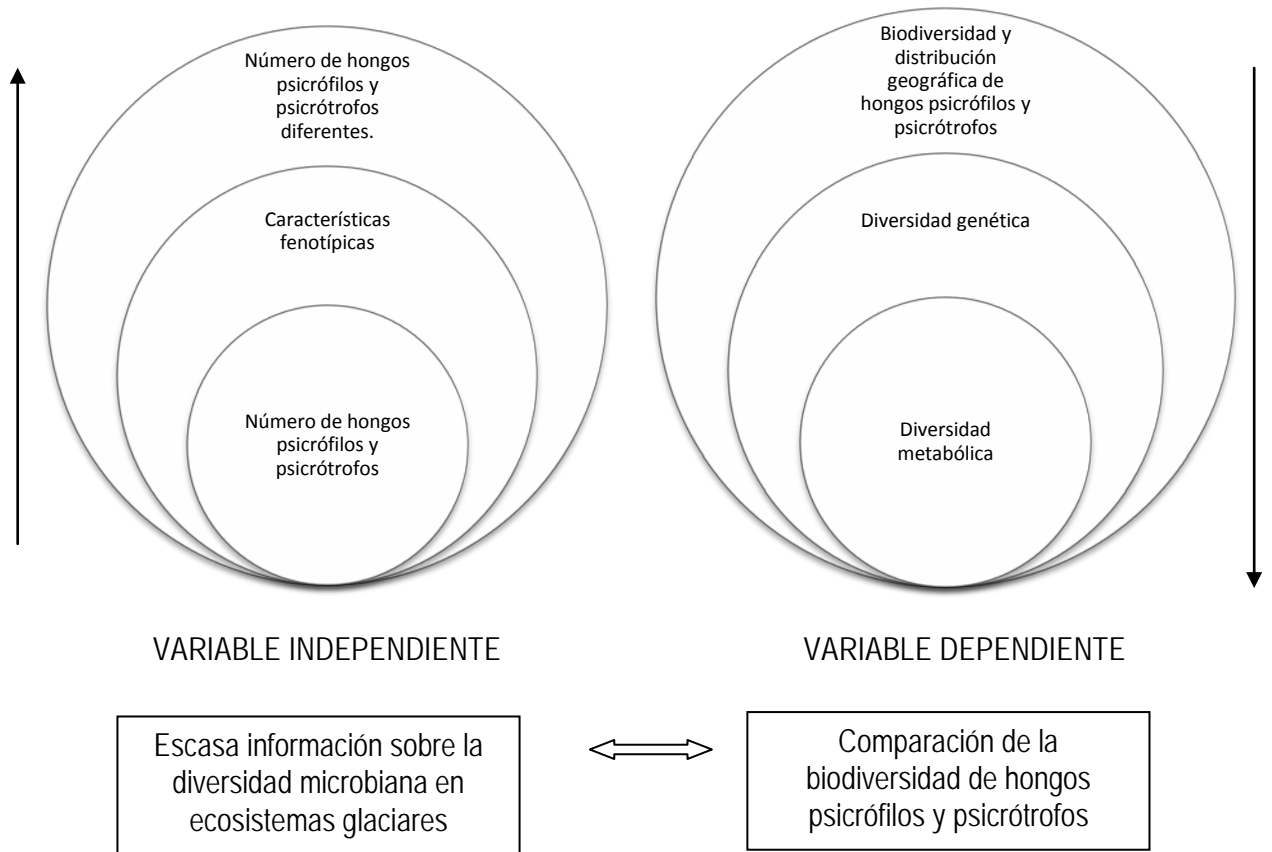 Número de hongos
psicrófilos y
psicrótrofos
diferentes.
Características
fenotípicas
Número de hongos
psicrófilos y
psicrótrofos
Biodiversidad y
distribución
geográfica de
hongos psicrófilos y
psicrótrofos
Diversidad genética
Diversidad
metabólica
VARIABLE INDEPENDIENTE
VARIABLE DEPENDIENTE
Escasa información sobre la
diversidad microbiana en
ecosistemas glaciares
Comparación de la
biodiversidad de hongos
psicrófilos y psicrótrofos